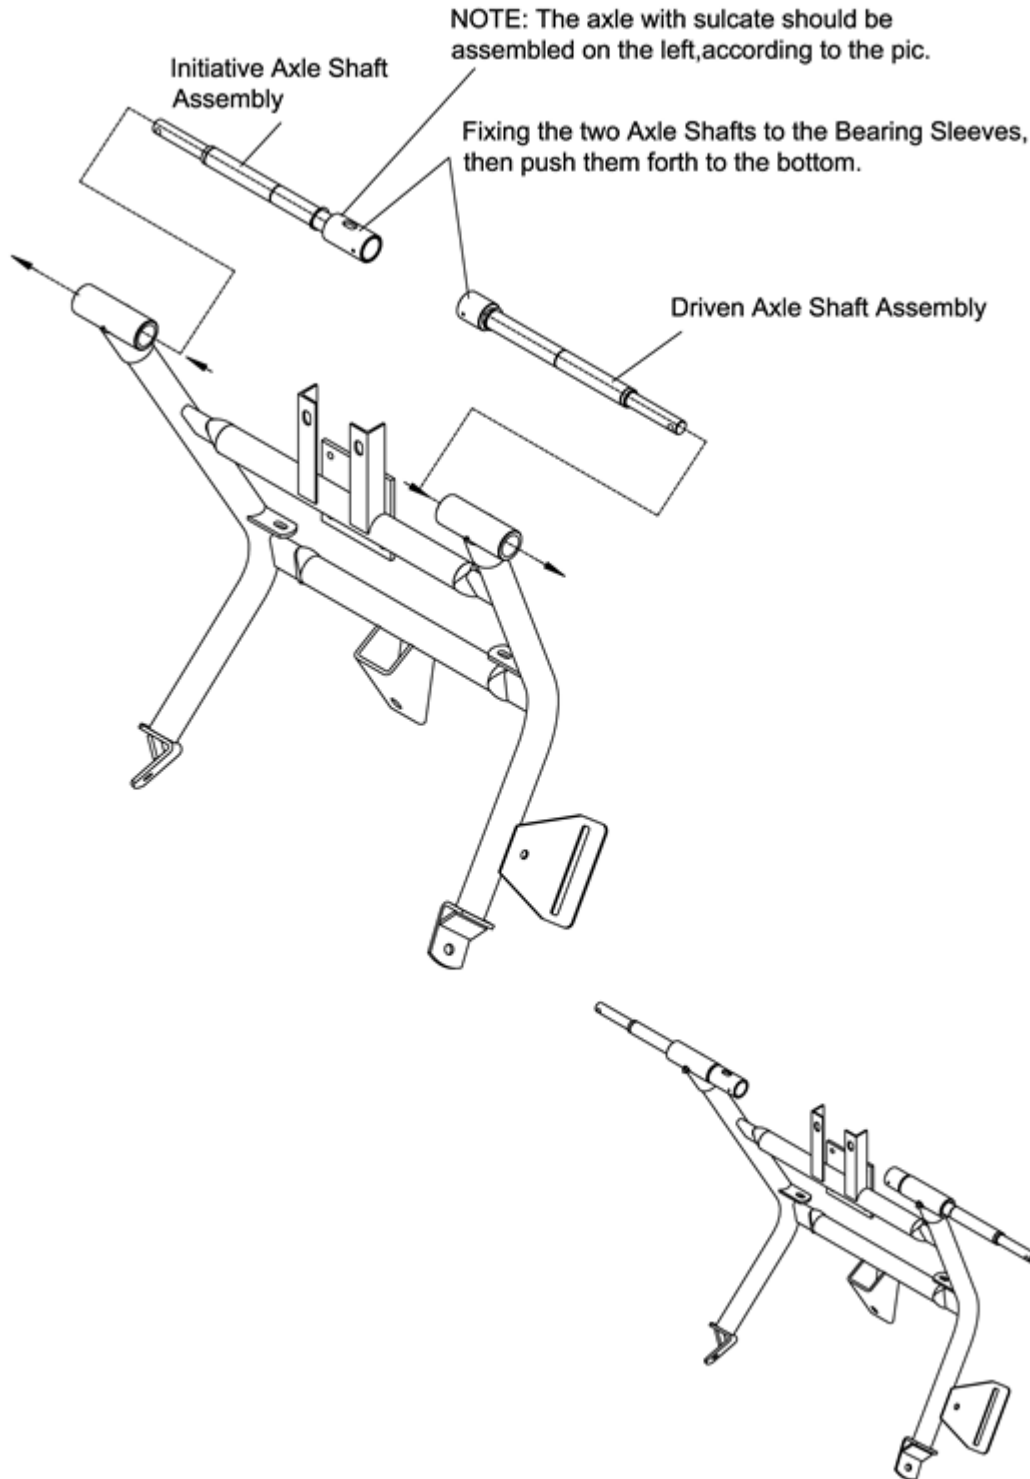 NOTE: The axle with sulcate should be
assembled on the left,according to the pic.
Initiative Axle Shaft
Assembly
Fixing the two Axle Shafts to the Bearing Sleeves,
then push them forth to the bottom.
Driven Axle Shaft Assembly